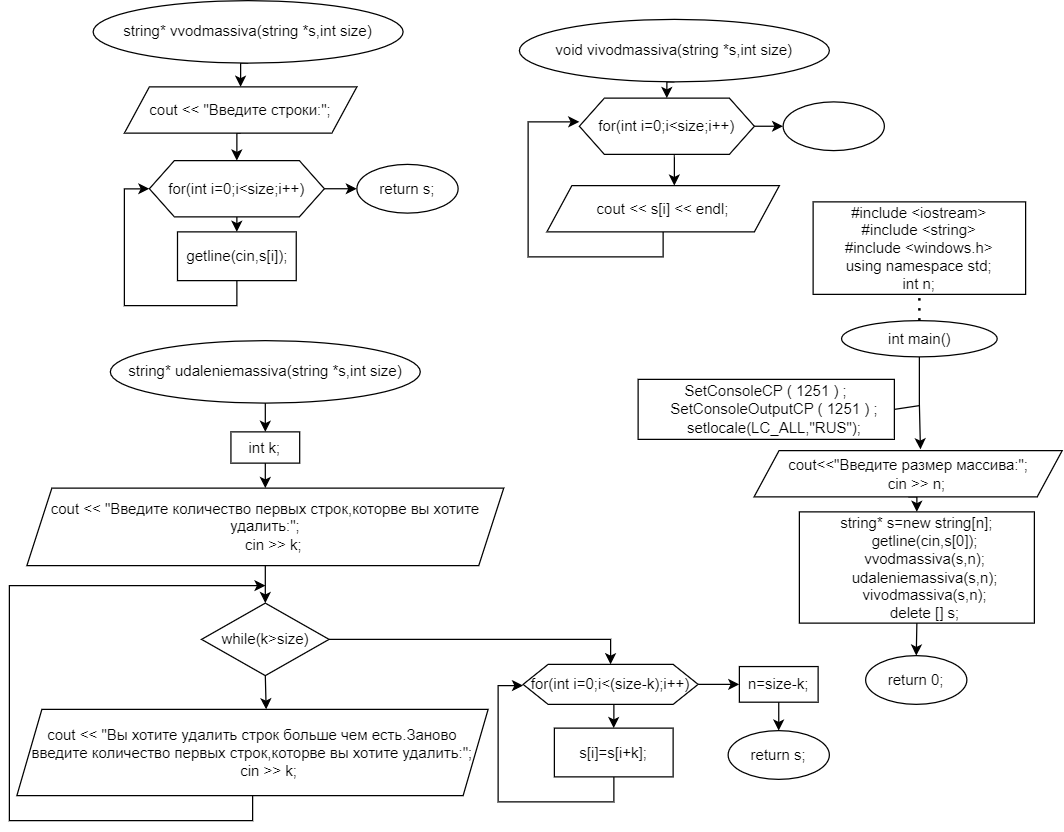 string* vvodmassiva(string *s,int size)
cout << "Введите строки:";
for(int i=0;i<size;i++)
return s;
getline(cin,s[i]);
void vivodmassiva(string *s,int size)
for(int i=0;i<size;i++)
cout << s[i] << endl;
#include <iostream>
#include <string>
#include <windows.h>
using namespace std;
int n;
int main()
SetConsoleCP ( 1251 ) ;
SetConsoleOutputCP ( 1251 ) ;
setlocale(LC_ALL,"RUS");
cout<<"Введите размер массива:";
cin >> n;
string* s=new string[n];
getline(cin,s[0]);
vvodmassiva(s,n);
udaleniemassiva(s,n);
vivodmassiva(s,n);
delete [] s;
return 0;
string* udaleniemassiva(string *s,int size)
int k;
cout << "Введите количество первых строк,которве вы хотите
удалить:";
cin >> k;
while(k>size)
cout << "Вы хотите удалить строк больше чем есть.Заново
введите количество первых строк,которве вы хотите удалить:";
cin >> k;
for(int i=0;i<(size-k);i++)
n=size-k;
s[i]=s[i+k];
return s;